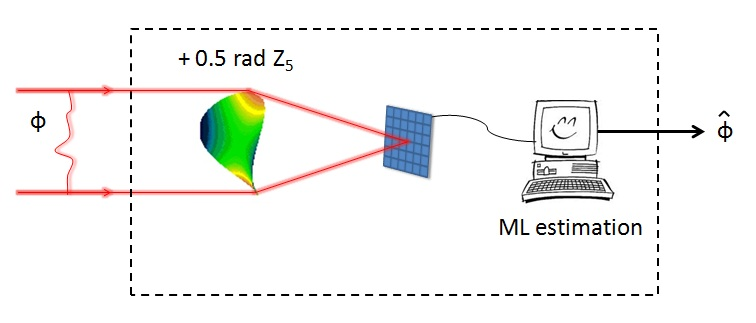 + 0.5 rad Z₅
ϕ
ϕ̂
ML estimation